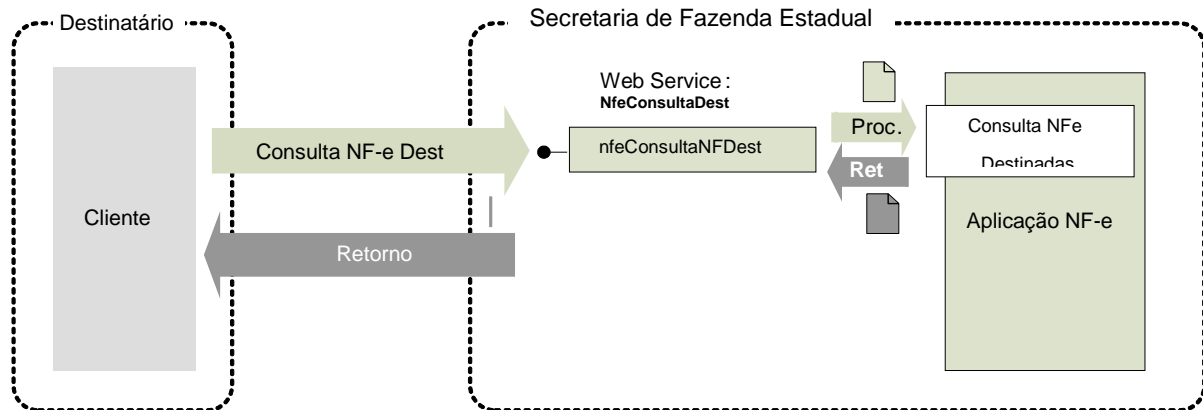 Destinatário
Secretaria de Fazenda Estadual
Web Service :
NfeConsultaDest
Proc.
Consulta NFe
Destinadas
Consulta NF-e Dest
nfeConsultaNFDest
Ret
Cliente
Aplicação NF-e
Retorno